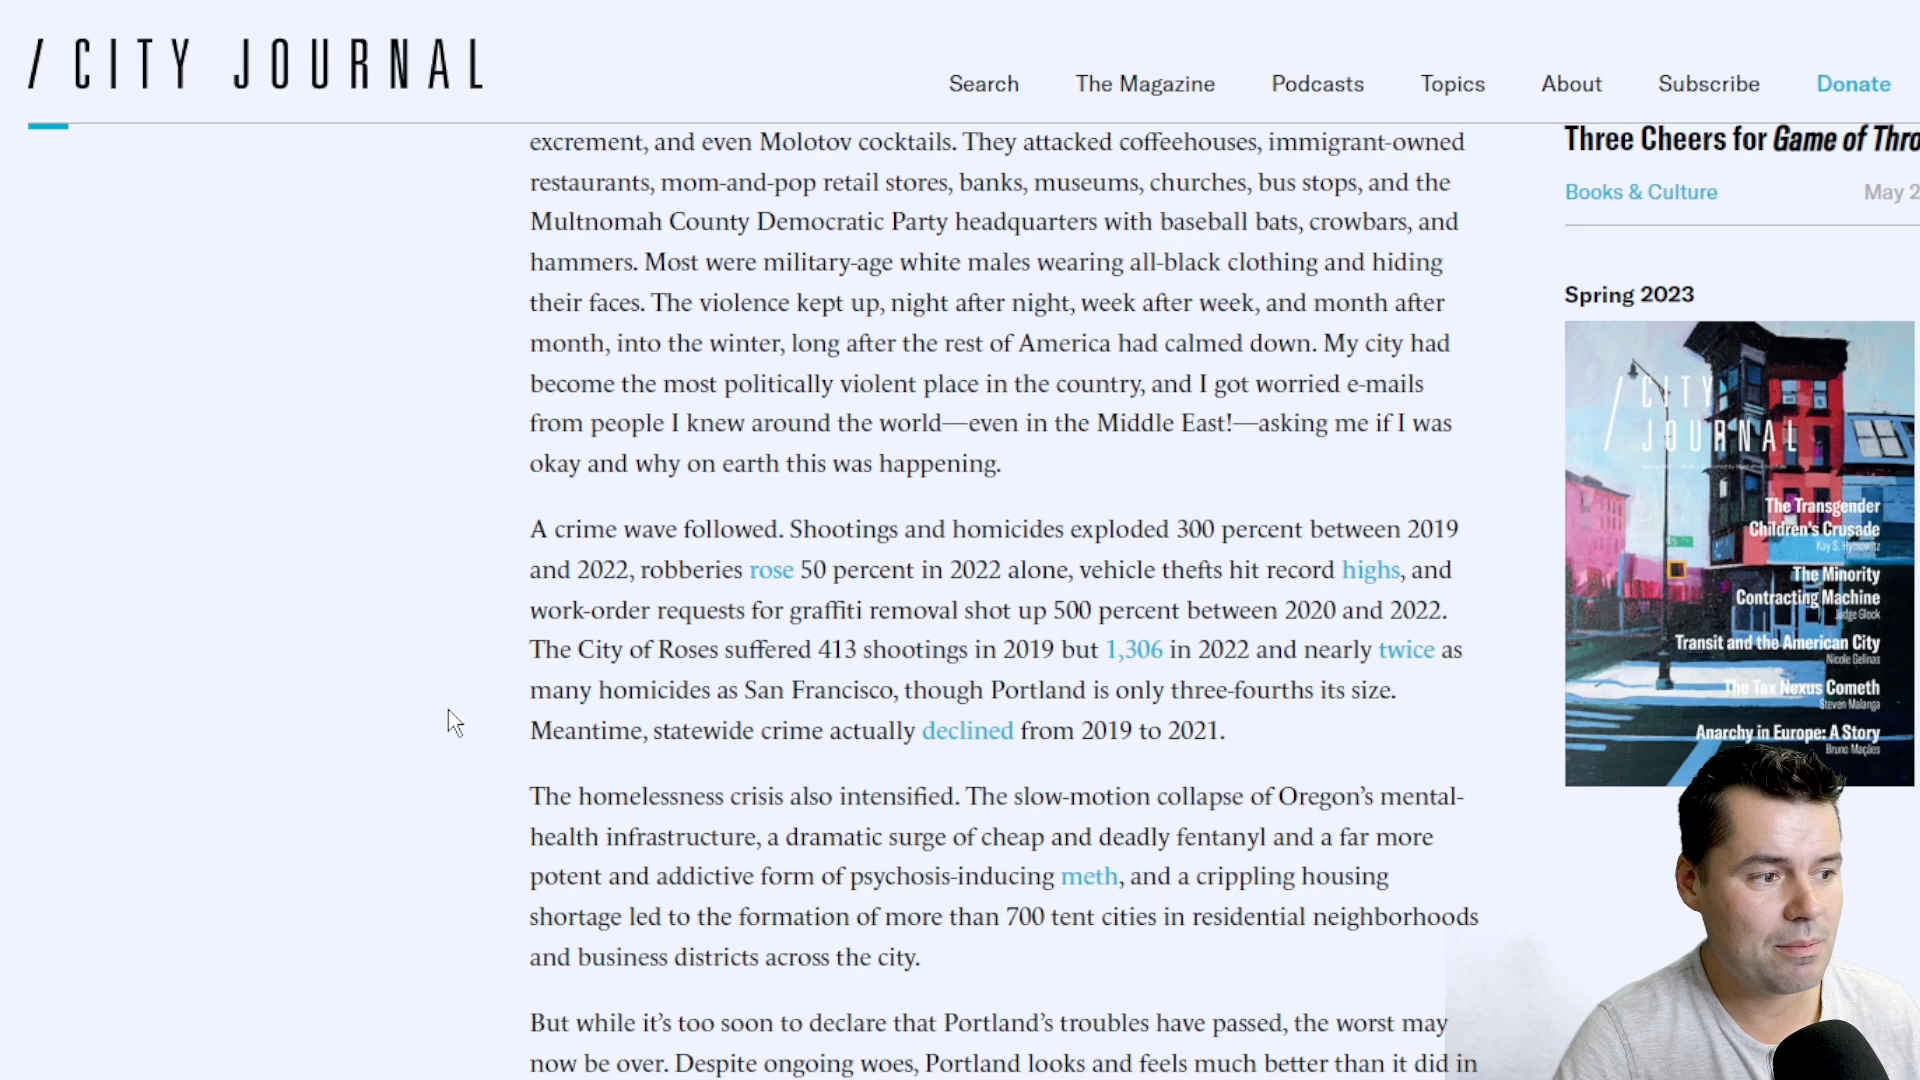 / CITY JOURNAL
Search The Magazine Podcasts Topics About Subscribe Donate
excrement, and even Molotov cocktails. They attacked coffeehouses, immigrant-owned
restaurants, mom-and-pop retail stores, banks, museums, churches, bus stops, and the
Multnomah County Democratic Party headquarters with baseball bats, crowbars, and
hammers. Most were military-age white males wearing all-black clothing and hiding
their faces. The violence kept up, night after night, week after week, and month after
month, into the winter, long after the rest of America had calmed down. My city had
become the most politically violent place in the country, and I got worried e-mails
from people I knew around the world—even in the Middle East!—asking me if I was
okay and why on earth this was happening.
A crime wave followed. Shootings and homicides exploded 300 percent between 2019
and 2022, robberies rose 50 percent in 2022 alone, vehicle thefts hit record highs, and
work-order requests for graffiti removal shot up 500 percent between 2020 and 2022.
The City of Roses suffered 413 shootings in 2019 but 1,306 in 2022 and nearly twice as
many homicides as San Francisco, though Portland is only three-fourths its size.
Meantime, statewide crime actually declined from 2019 to 2021.
The homelessness crisis also intensified. The slow-motion collapse of Oregon's mental-
health infrastructure, a dramatic surge of cheap and deadly fentanyl and a far more
potent and addictive form of psychosis-inducing meth, and a crippling housing
shortage led to the formation of more than 700 tent cities in residential neighborhoods
and business districts across the city.
But while it's too soon to declare that Portland's troubles have passed, the worst may
now be over. Despite ongoing woes, Portland looks and feels much better than it did in
Three Cheers for Game of Thro
Books & Culture May 2
Spring 2023
/ CITY
JOURNAL
The Transgender
Children's Crusade
Kay S. Hymowitz
The Minority
Contracting Machine
Judge Glock
Transit and the American City
Nicole Gelinas
The Tax Nexus Cometh
Steven Malanga
Anarchy in Europe: A Story
Bruno Maçães